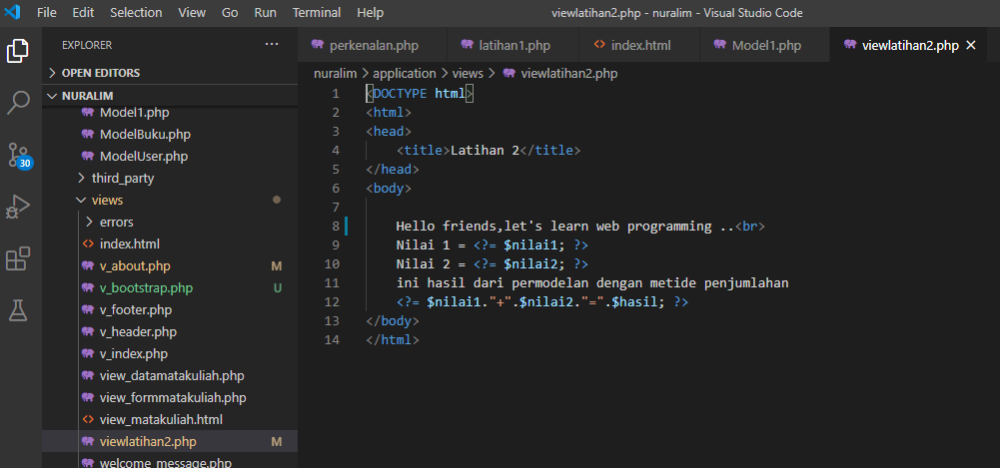 File Edit Selection View Go Run Terminal Help viewlatihan2.php - nuralim - Visual Studio Code
EXPLORER ...
OPEN EDITORS
NURALIM
Model1.php
ModelBuku.php
ModelUser.php
third_party
views
errors
index.html
v_about.php M
v_bootstrap.php U
v_footer.php
v_header.php
v_index.php
view_datamatakuliah.php
view_formmatakuliah.php
view_matakuliah.html
viewlatihan2.php M
welcome_message.php
30
perkenalan.php latihan1.php index.html Model1.php viewlatihan2.php
nuralim > application > views > viewlatihan2.php
1 <DOCTYPE html>
2 <html>
3 <head>
4 <title>Latihan 2</title>
5 </head>
6 <body>
7
8 Hello friends,let's learn web programming ..<br>
9 Nilai 1 = <?= $nilai1; ?>
10 Nilai 2 = <?= $nilai2; ?>
11 ini hasil dari permodelan dengan metide penjumlahan
12 <?= $nilai1."+".$nilai2."=".$hasil; ?>
13 </body>
14 </html>